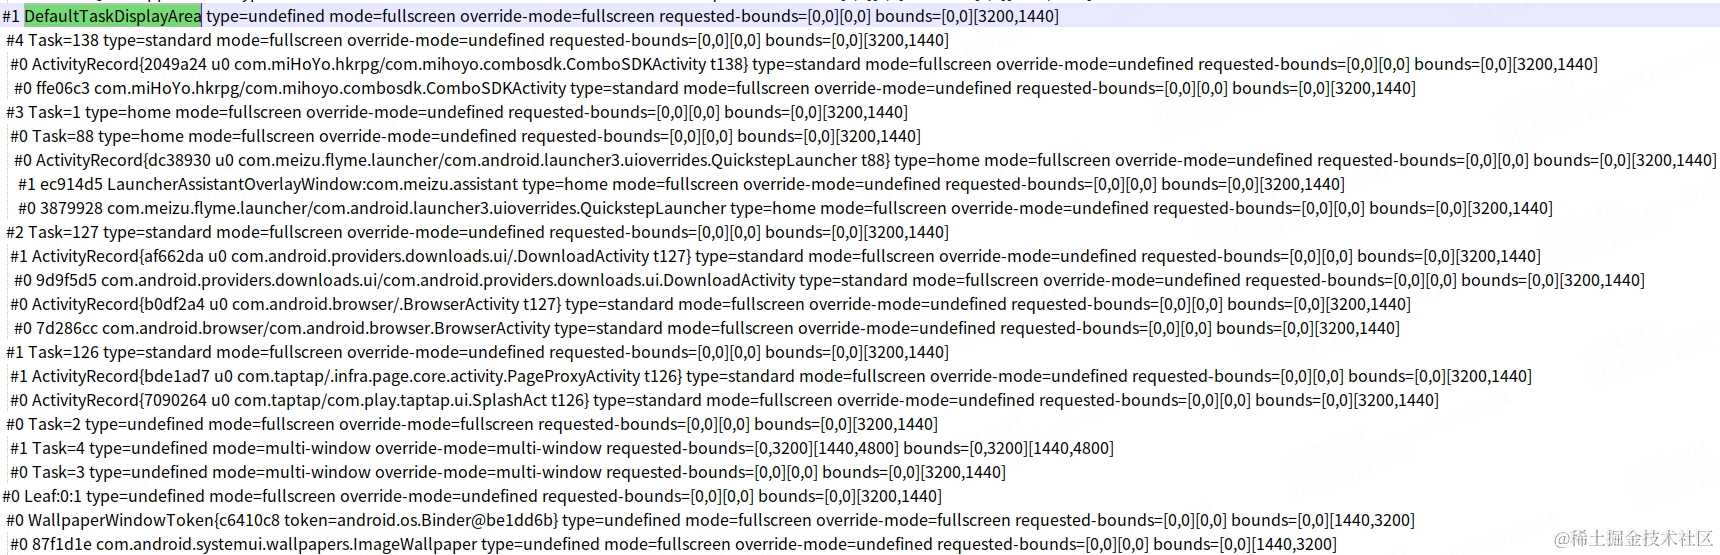 #1 DefaultTaskDisplayArea type=undefined mode=fullscreen override-mode=fullscreen requested-bounds=[0,0][0,0] bounds=[0,0][3200,1440]
#4 Task=138 type=standard mode=fullscreen override-mode=undefined requested-bounds=[0,0][0,0] bounds=[0,0][3200,1440]
#0 ActivityRecord{2049a24 u0 com.miHoYo.hkrpg/com.mihoyo.combosdk.ComboSDKActivity t138} type=standard mode=fullscreen override-mode=undefined requested-bounds=[0,0][0,0] bounds=[0,0][3200,1440]
#0 ffe06c3 com.miHoYo.hkrpg/com.mihoyo.combosdk.ComboSDKActivity type=standard mode=fullscreen override-mode=undefined requested-bounds=[0,0][0,0] bounds=[0,0][3200,1440]
#3 Task=1 type=home mode=fullscreen override-mode=undefined requested-bounds=[0,0][0,0] bounds=[0,0][3200,1440]
#0 Task=88 type=home mode=fullscreen override-mode=undefined requested-bounds=[0,0][0,0] bounds=[0,0][3200,1440]
#0 ActivityRecord{dc38930 u0 com.meizu.flyme.launcher/com.android.launcher3.uioverrides.QuickstepLauncher t88} type=home mode=fullscreen override-mode=undefined requested-bounds=[0,0][0,0] bounds=[0,0][3200,1440]
#1 ec914d5 LauncherAssistantOverlayWindow:com.meizu.assistant type=home mode=fullscreen override-mode=undefined requested-bounds=[0,0][0,0] bounds=[0,0][3200,1440]
#0 3879928 com.meizu.flyme.launcher/com.android.launcher3.uioverrides.QuickstepLauncher type=home mode=fullscreen override-mode=undefined requested-bounds=[0,0][0,0] bounds=[0,0][3200,1440]
#2 Task=127 type=standard mode=fullscreen override-mode=undefined requested-bounds=[0,0][0,0] bounds=[0,0][3200,1440]
#1 ActivityRecord{af662da u0 com.android.providers.downloads.ui/.DownloadActivity t127} type=standard mode=fullscreen override-mode=undefined requested-bounds=[0,0][0,0] bounds=[0,0][3200,1440]
#0 9d9f5d5 com.android.providers.downloads.ui/com.android.providers.downloads.ui.DownloadActivity type=standard mode=fullscreen override-mode=undefined requested-bounds=[0,0][0,0] bounds=[0,0][3200,1440]
#0 ActivityRecord{b0df2a4 u0 com.android.browser/.BrowserActivity t127} type=standard mode=fullscreen override-mode=undefined requested-bounds=[0,0][0,0] bounds=[0,0][3200,1440]
#0 7d286cc com.android.browser/com.android.browser.BrowserActivity type=standard mode=fullscreen override-mode=undefined requested-bounds=[0,0][0,0] bounds=[0,0][3200,1440]
#1 Task=126 type=standard mode=fullscreen override-mode=undefined requested-bounds=[0,0][0,0] bounds=[0,0][3200,1440]
#1 ActivityRecord{bde1ad7 u0 com.taptap/.infra.page.core.activity.PageProxyActivity t126} type=standard mode=fullscreen override-mode=undefined requested-bounds=[0,0][0,0] bounds=[0,0][3200,1440]
#0 ActivityRecord{7090264 u0 com.taptap/com.play.taptap.ui.SplashAct t126} type=standard mode=fullscreen override-mode=undefined requested-bounds=[0,0][0,0] bounds=[0,0][3200,1440]
#0 Task=2 type=undefined mode=fullscreen override-mode=fullscreen requested-bounds=[0,0][0,0] bounds=[0,0][3200,1440]
#1 Task=4 type=undefined mode=multi-window override-mode=multi-window requested-bounds=[0,3200][1440,4800] bounds=[0,3200][1440,4800]
#0 Task=3 type=undefined mode=multi-window override-mode=multi-window requested-bounds=[0,0][0,0] bounds=[0,0][3200,1440]
#0 Leaf:0:1 type=undefined mode=fullscreen override-mode=undefined requested-bounds=[0,0][0,0] bounds=[0,0][3200,1440]
#0 WallpaperWindowToken{c6410c8 token=android.os.Binder@be1dd6b} type=undefined mode=fullscreen override-mode=fullscreen requested-bounds=[0,0][0,0] bounds=[0,0][1440,3200]
#0 87f1d1e com.android.systemui.wallpapers.ImageWallpaper type=undefined mode=fullscreen override-mode=undefined requested-bounds=[0,0][0,0] bounds=[0,0][1440,3200]
@稀土掘金技术社区